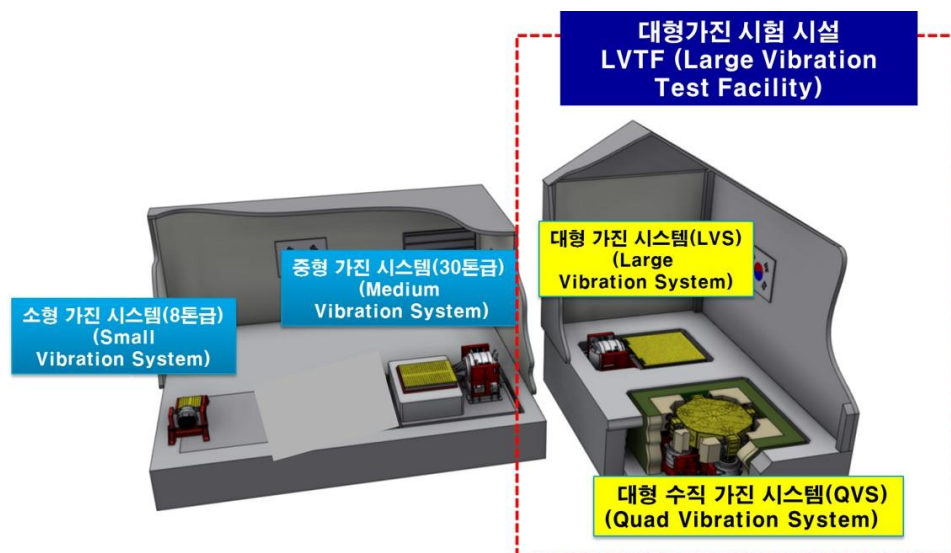 대형가진 시험 시설
LVTF (Large Vibration
Test Facility)
대형 가진 시스템(LVS)
(Large
Vibration System)
중형 가진 시스템(30톤급)
(Medium
Vibration System)
소형 가진 시스템(8톤급)
(Small
Vibration System)
대형 수직 가진 시스템(QVS)
(Quad Vibration System)